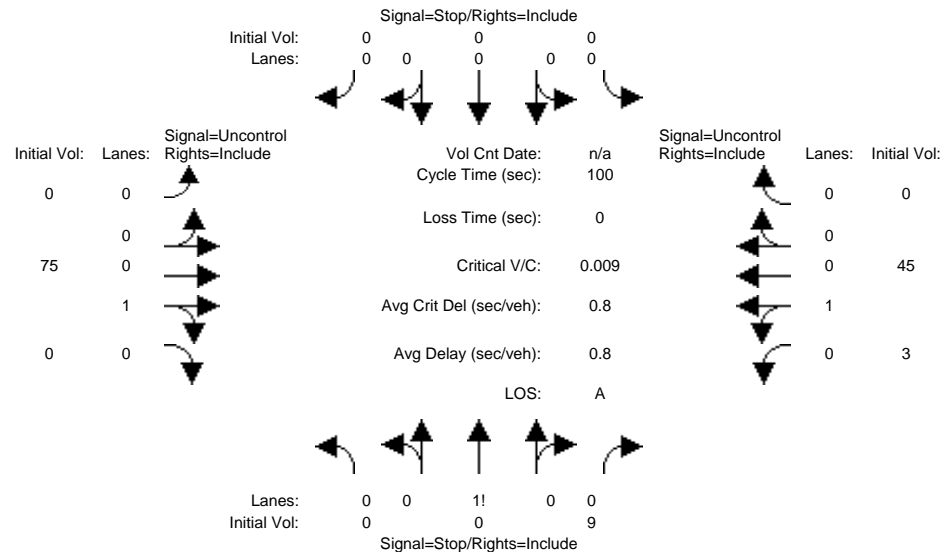 Signal=Stop/Rights=Include
Initial Vol: 0 0 0
Lanes: 0 0 0 0 0
Signal=Uncontrol Signal=Uncontrol
Initial Vol: Lanes: Rights=Include Vol Cnt Date: n/a Rights=Include Lanes: Initial Vol:
Cycle Time (sec): 100
0 0 0 0
Loss Time (sec): 0
0 0
75 0 Critical V/C: 0.009 0 45
1 Avg Crit Del (sec/veh): 0.8 1
0 0 Avg Delay (sec/veh): 0.8 0 3
LOS: A
Lanes: 0 0 1! 0 0
Initial Vol: 0 0 9
Signal=Stop/Rights=Include